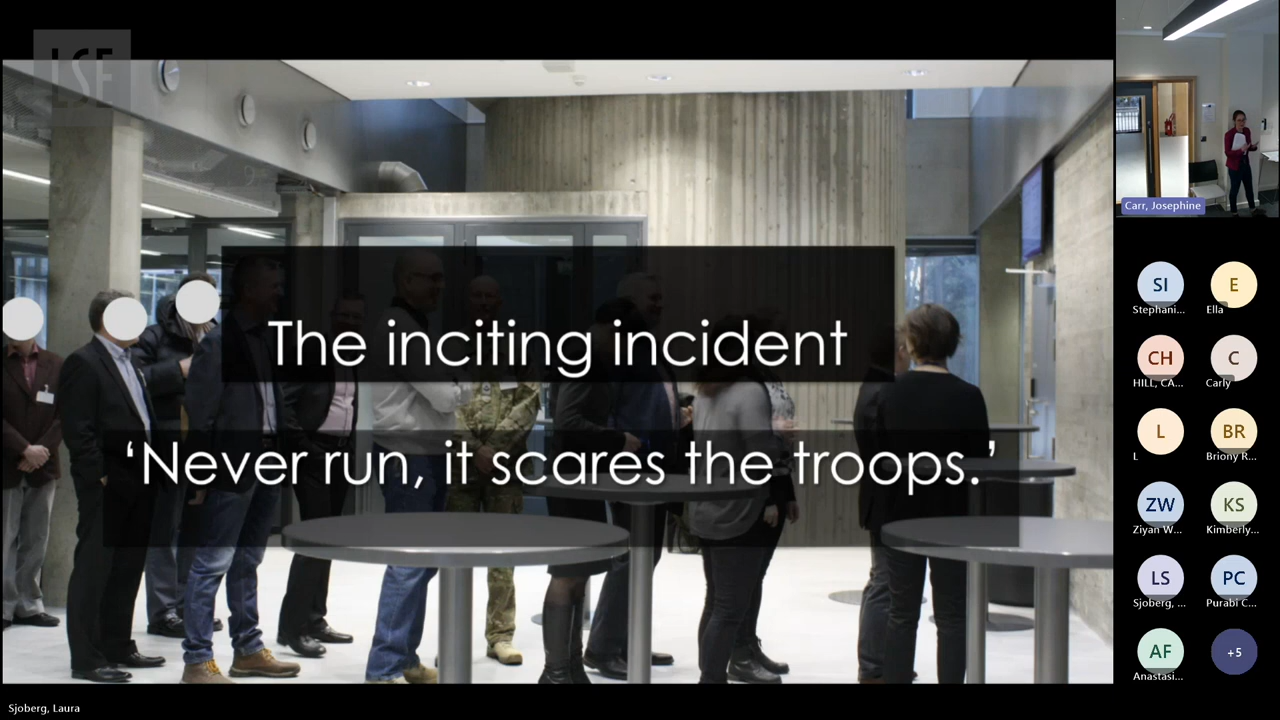 LSE
The inciting incident
‘Never run, it scares the troops.’
Carr, Josephine
SI
Stephani...
E
Ella
CH
HILL, CA...
C
Carly
L
L
BR
Briony R...
ZW
Ziyan W...
KS
Kimberly...
LS
Sjoberg, ...
PC
Purabi C...
AF
Anastasi...
+5
Sjoberg, Laura